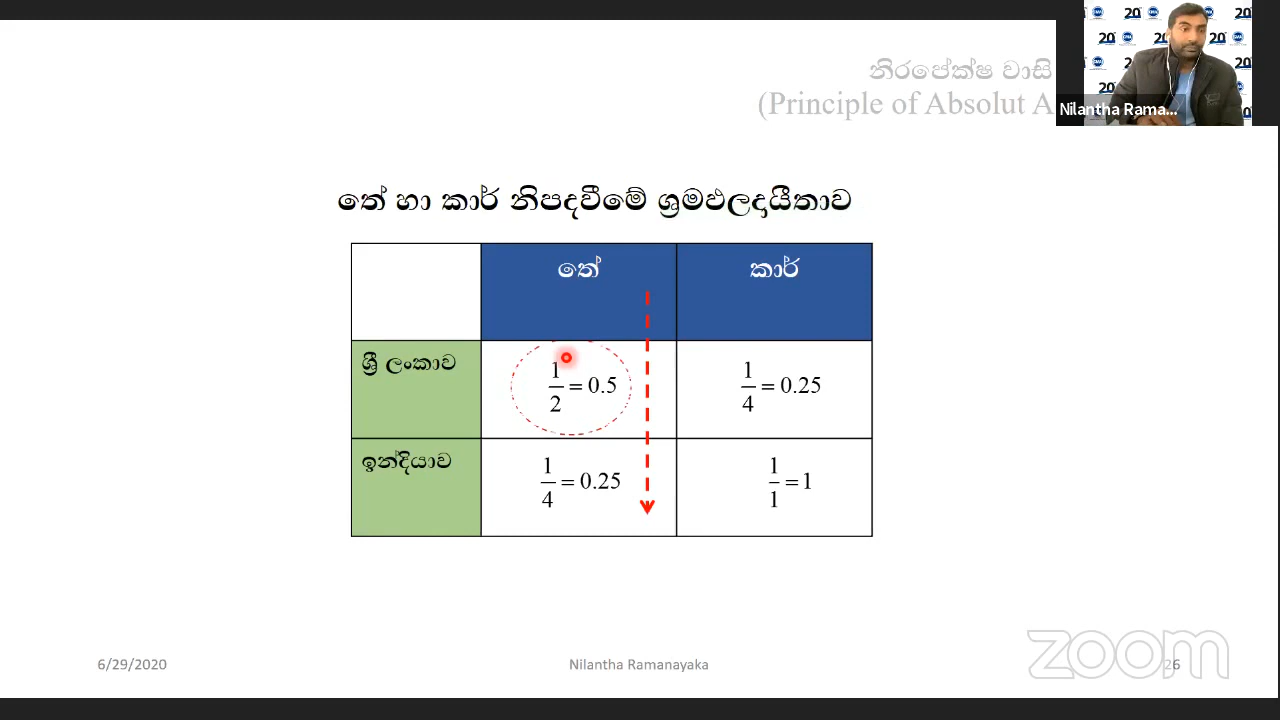 නිරපේක්ෂ වාසි
(Principle of Absolut A
Nilantha Rama...
තේ හා කාර් නිපදවීමේ ශ්‍රමඵලදායීතාව
තේ කාර්
ශ්‍රී ලංකාව 1/2 = 0.5 1/4 = 0.25
ඉන්දියාව 1/4 = 0.25 1/1 = 1
6/29/2020 Nilantha Ramanayaka 26
zoom